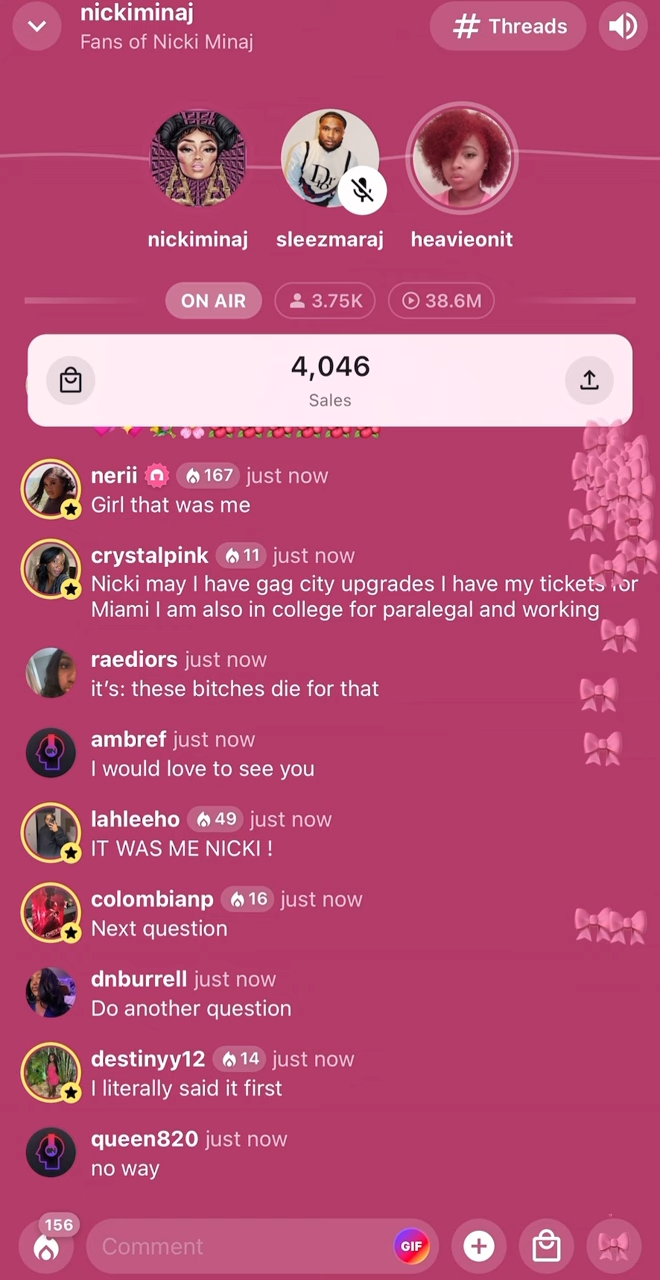 nickiminaj
Fans of Nicki Minaj
# Threads
nickiminaj
sleezmaraj
heavieonit
ON AIR
3.75K
38.6M
4,046
Sales
nerii 167 just now
Girl that was me
crystalpink 11 just now
Nicki may I have gag city upgrades I have my tickets for
Miami I am also in college for paralegal and working
raediors just now
it’s: these bitches die for that
ambref just now
I would love to see you
lahleeho 49 just now
IT WAS ME NICKI !
colombianp 16 just now
Next question
dnburrell just now
Do another question
destinyy12 14 just now
I literally said it first
queen820 just now
no way
156
Comment
GIF